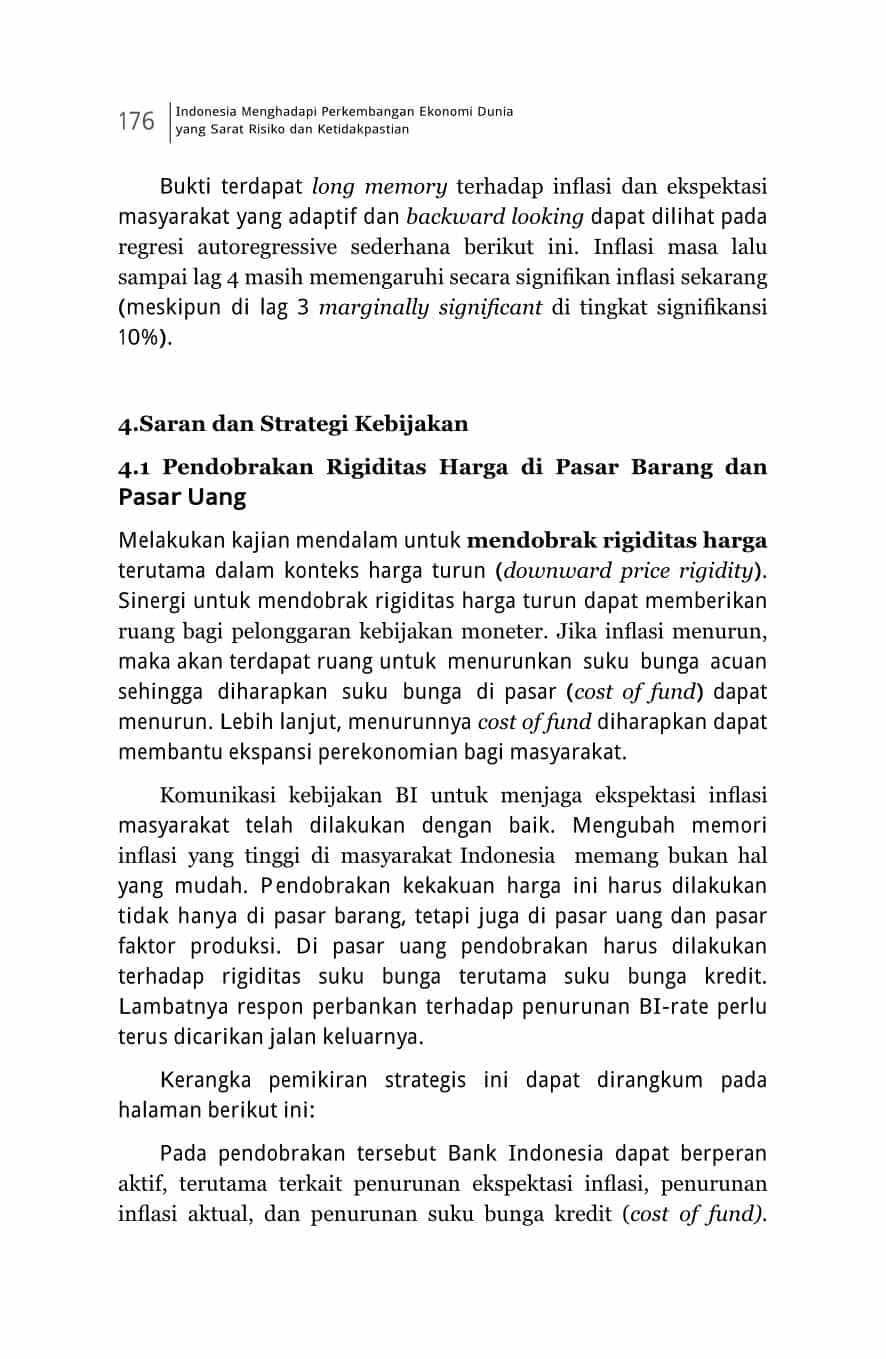 176
Indonesia Menghadapi Perkembangan Ekonomi Dunia
yang Sarat Risiko dan Ketidakpastian
Bukti terdapat long memory terhadap inflasi dan ekspektasi
masyarakat yang adaptif dan backward looking dapat dilihat pada
regresi autoregressive sederhana berikut ini. Inflasi masa lalu
sampai lag 4 masih memengaruhi secara signifikan inflasi sekarang
(meskipun di lag 3 marginally significant di tingkat signifikansi
10%).
4.Saran dan Strategi Kebijakan
4.1 Pendobrakan Rigiditas Harga di Pasar Barang dan
Pasar Uang
Melakukan kajian mendalam untuk mendobrak rigiditas harga
terutama dalam konteks harga turun (downward price rigidity).
Sinergi untuk mendobrak rigiditas harga turun dapat memberikan
ruang bagi pelonggaran kebijakan moneter. Jika inflasi menurun,
maka akan terdapat ruang untuk menurunkan suku bunga acuan
sehingga diharapkan suku bunga di pasar (cost of fund) dapat
menurun. Lebih lanjut, menurunnya cost of fund diharapkan dapat
membantu ekspansi perekonomian bagi masyarakat.
Komunikasi kebijakan BI untuk menjaga ekspektasi inflasi
masyarakat telah dilakukan dengan baik. Mengubah memori
inflasi yang tinggi di masyarakat Indonesia memang bukan hal
yang mudah. Pendobrakan kekakuan harga ini harus dilakukan
tidak hanya di pasar barang, tetapi juga di pasar uang dan pasar
faktor produksi. Di pasar uang pendobrakan harus dilakukan
terhadap rigiditas suku bunga terutama suku bunga kredit.
Lambatnya respon perbankan terhadap penurunan BI-rate perlu
terus dicarikan jalan keluarnya.
Kerangka pemikiran strategis ini dapat dirangkum pada
halaman berikut ini:
Pada pendobrakan tersebut Bank Indonesia dapat berperan
aktif, terutama terkait penurunan ekspektasi inflasi, penurunan
inflasi aktual, dan penurunan suku bunga kredit (cost of fund).